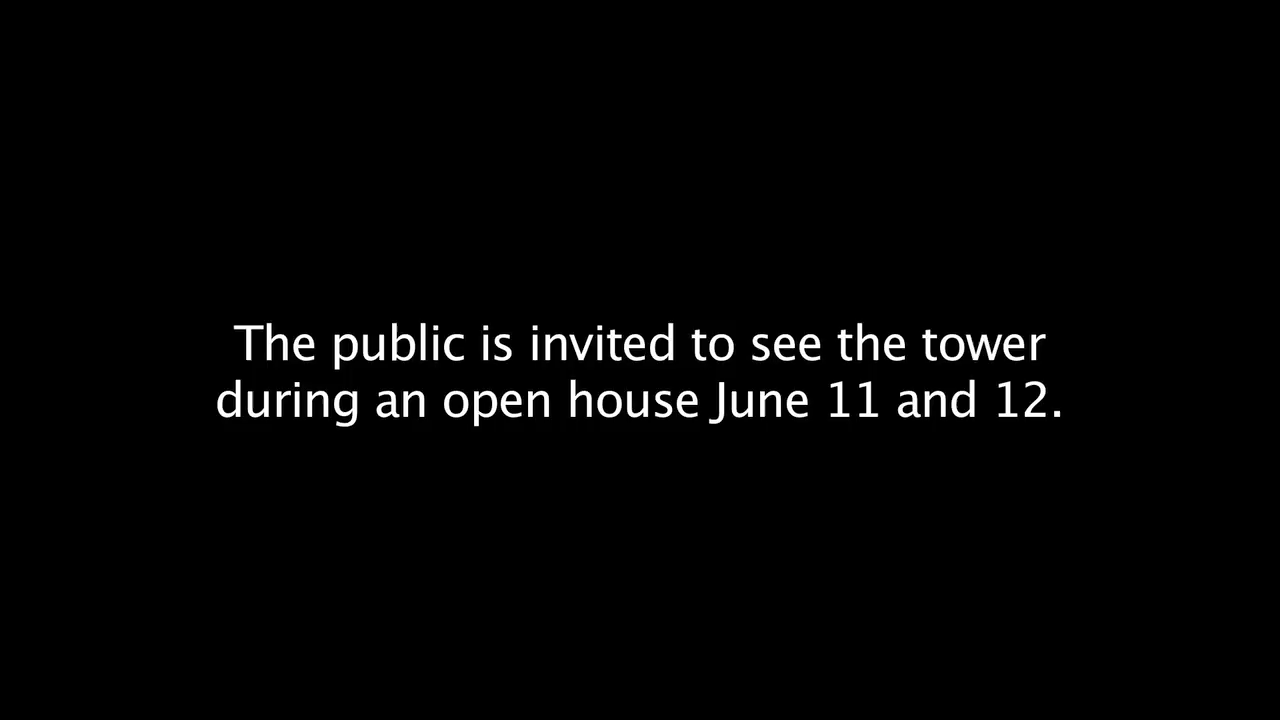 The public is invited to see the tower
during an open house June 11 and 12.